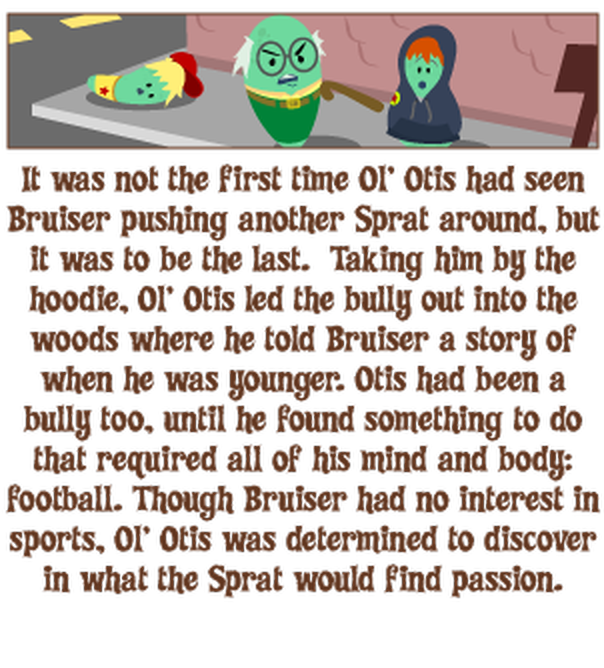 It was not the first time Ol' Otis had seen
Bruiser pushing another Sprat around, but
it was to be the last. Taking him by the
hoodie, Ol' Otis led the bully out into the
woods where he told Bruiser a story of
when he was younger. Otis had been a
bully too, until he found something to do
that required all of his mind and body:
football. Though Bruiser had no interest in
sports, Ol' Otis was determined to discover
in what the Sprat would find passion.